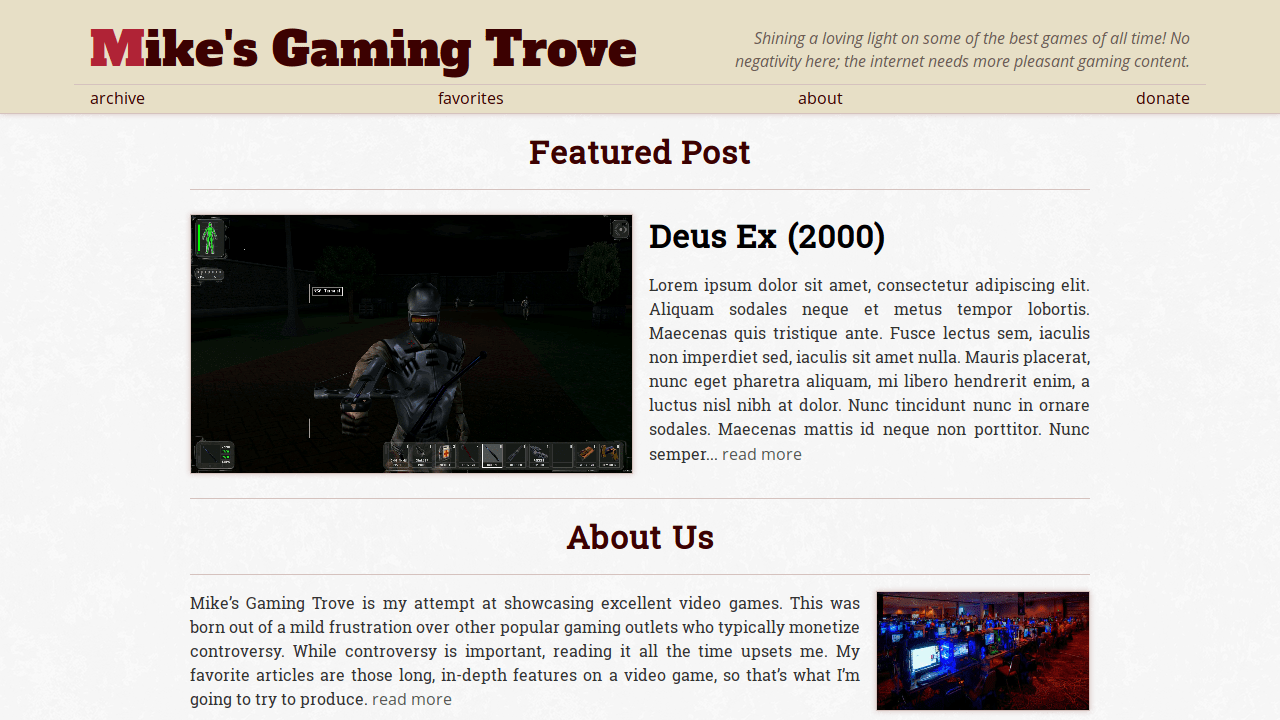 Mike's Gaming Trove
Shining a loving light on some of the best games of all time! No
negativity here; the internet needs more pleasant gaming content.
archive
favorites
about
donate
Featured Post
Deus Ex (2000)
Lorem ipsum dolor sit amet, consectetur adipiscing elit.
Aliquam sodales neque et metus tempor lobortis.
Maecenas quis tristique ante. Fusce lectus sem, iaculis
non imperdiet sed, iaculis sit amet nulla. Mauris placerat,
nunc eget pharetra aliquam, mi libero hendrerit enim, a
luctus nisl nibh at dolor. Nunc tincidunt nunc in ornare
sodales. Maecenas mattis id neque non porttitor. Nunc
semper... read more
About Us
Mike’s Gaming Trove is my attempt at showcasing excellent video games. This was
born out of a mild frustration over other popular gaming outlets who typically monetize
controversy. While controversy is important, reading it all the time upsets me. My
favorite articles are those long, in-depth features on a video game, so that’s what I’m
going to try to produce. read more